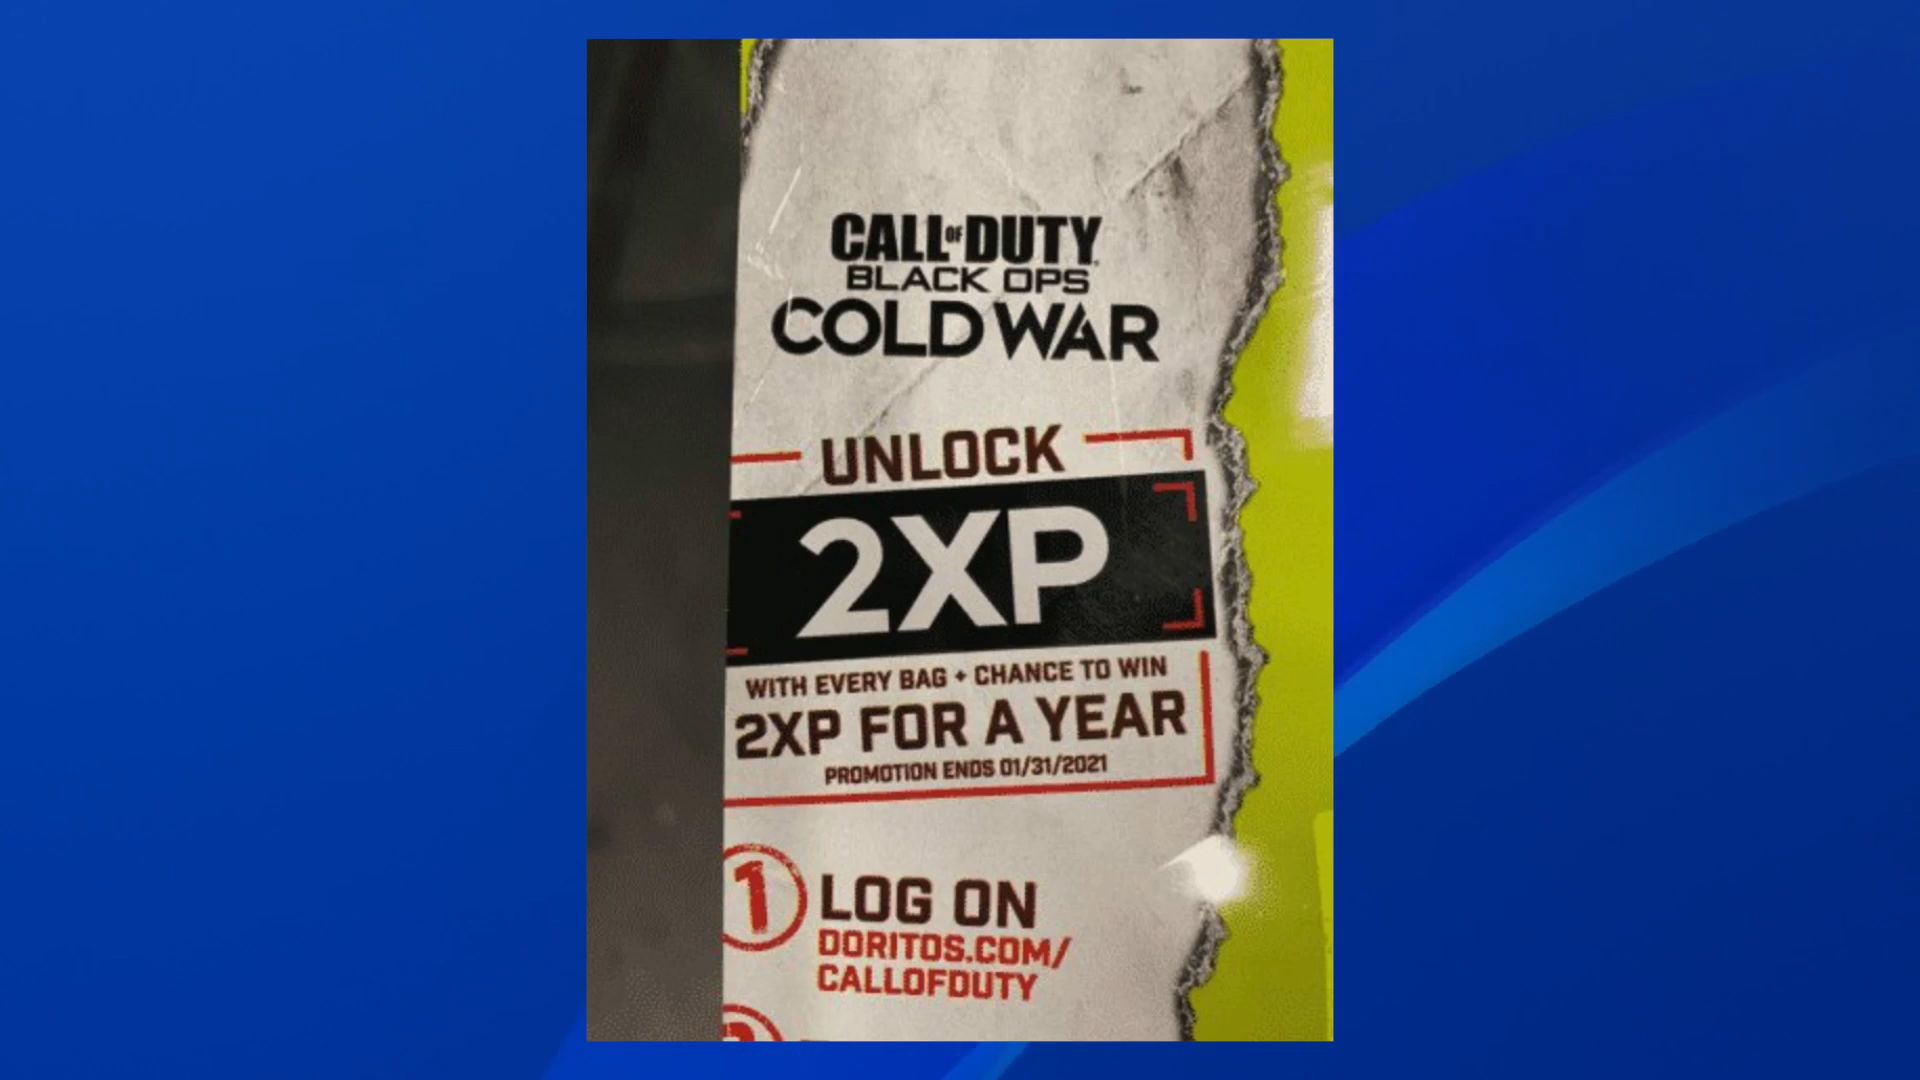 CALL OF DUTY
BLACK OPS
COLD WAR
UNLOCK
2XP
WITH EVERY BAG + CHANCE TO WIN
2XP FOR A YEAR
PROMOTION ENDS 01/31/2021
1 LOG ON
DORITOS.COM/
CALLOFDUTY